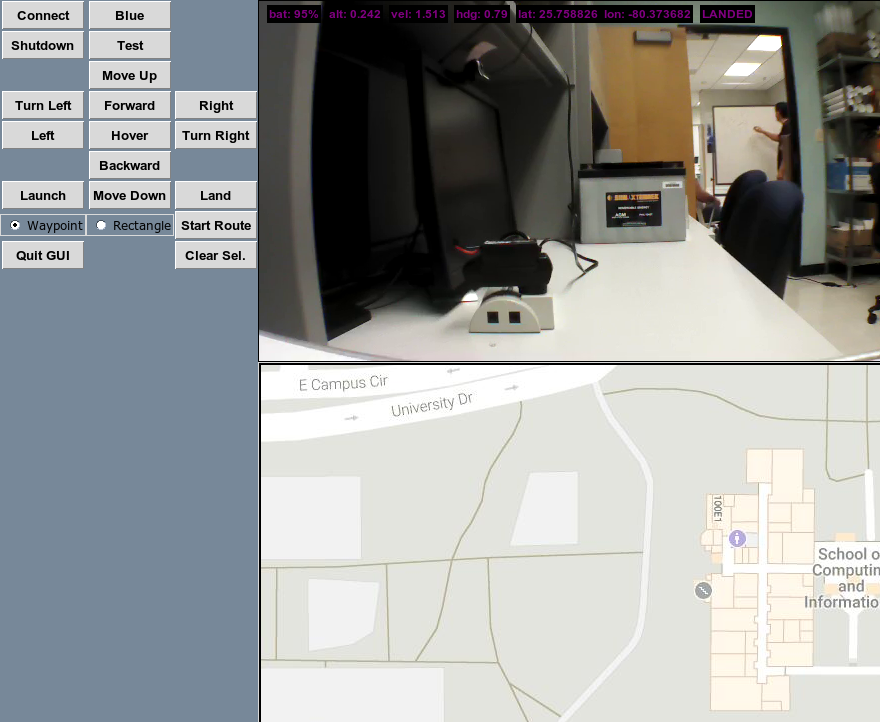 Connect Blue
Shutdown Test
Move Up
Turn Left Forward Right
Left Hover Turn Right
Backward
Launch Move Down Land
Waypoint Rectangle Start Route
Quit GUI Clear Sel.
bat: 95% alt: 0.242 vel: 1.513 hdg: 0.79 lat: 25.758826 lon: -80.373682 LANDED
AGM
E Campus Cir
University Dr
100E1
School o
Computin
and
Informatio